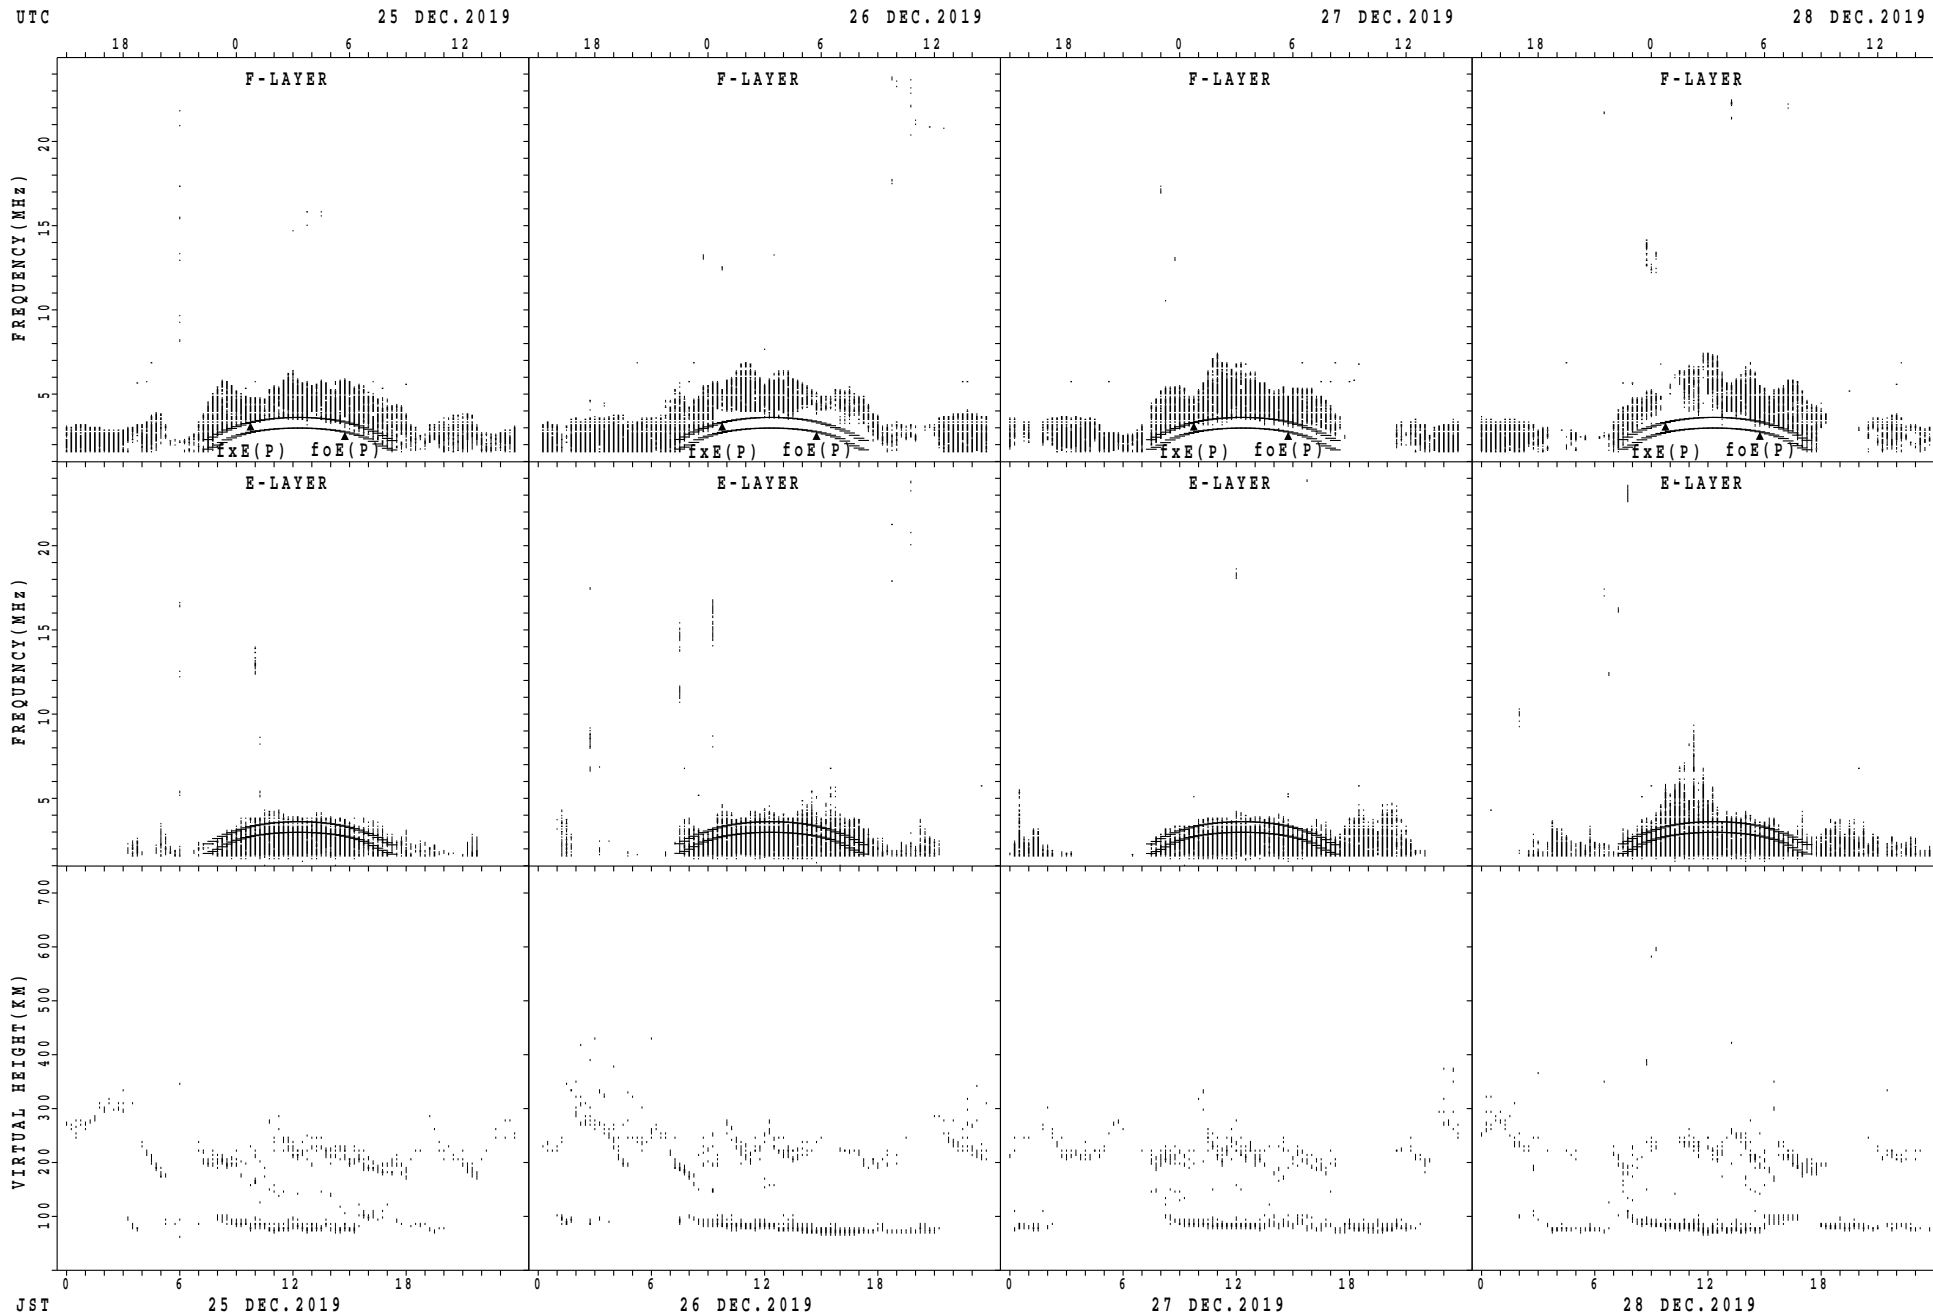 UTC 25 DEC.2019 26 DEC.2019 27 DEC.2019 28 DEC.2019
18 0 6 12 18 0 6 12 18 0 6 12 18 0 6 12
F-LAYER F-LAYER F-LAYER F-LAYER
FREQUENCY(MHz)
20
15
10
5
fxE(P) foE(P) fxE(P) foE(P) fxE(P) foE(P) fxE(P) foE(P)
E-LAYER E-LAYER E-LAYER E-LAYER
FREQUENCY(MHz)
20
15
10
5
VIRTUAL HEIGHT(KM)
700
600
500
400
300
200
100
0 6 12 18 0 6 12 18 0 6 12 18 0 6 12 18
JST 25 DEC.2019 26 DEC.2019 27 DEC.2019 28 DEC.2019